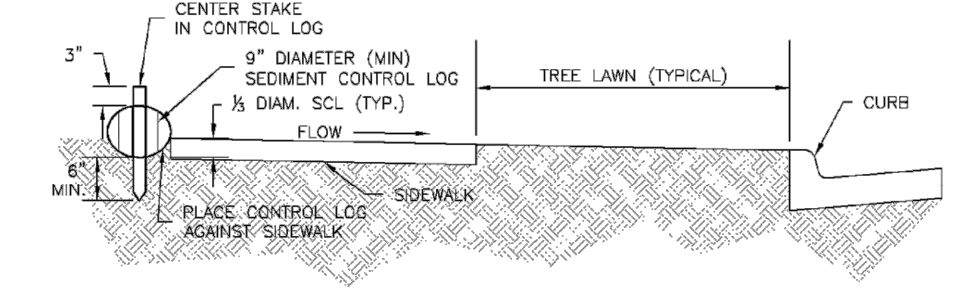 CENTER STAKE
IN CONTROL LOG
3"
9" DIAMETER (MIN)
SEDIMENT CONTROL LOG
⅓ DIAM. SCL (TYP.)
TREE LAWN (TYPICAL)
CURB
FLOW
6"
MIN.
SIDEWALK
PLACE CONTROL LOG
AGAINST SIDEWALK